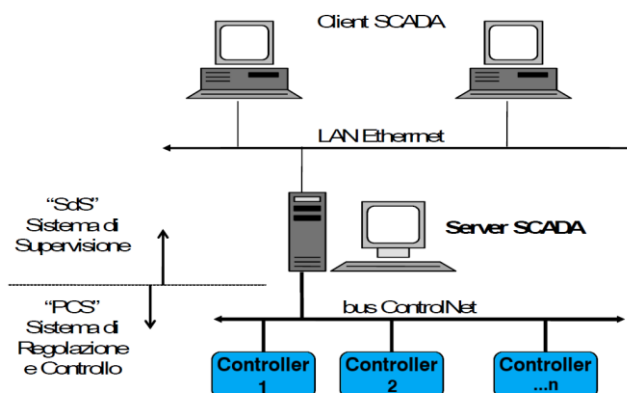 Client SCADA
LAN Ethernet
"SdS"
Sistema di
Supervisione
Server SCADA
"PCS"
Sistema di
Regolazione
e Controllo
bus ControlNet
Controller
1
Controller
2
Controller
...n